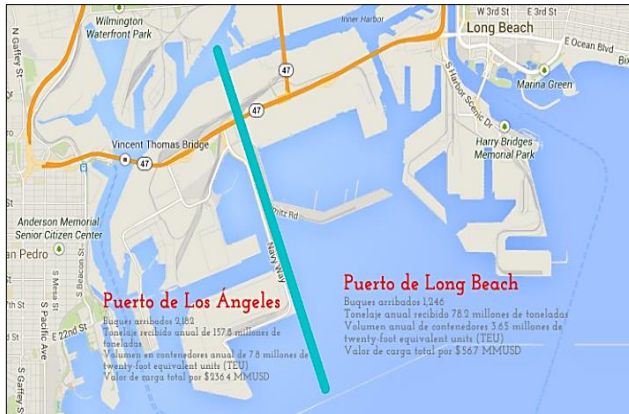 Wilmington
Waterfront Park
N Gaffey St
Inner Harbor
Long Beach
E 3rd St
E 3rd St
W 3rd St
E Ocean Blvd
Bix
Marina Green
S Harbor Scenic Dr
47
47
47
Vincent Thomas Bridge
Harry Bridges
Memorial Park
Anderson Memorial
Senior Citizen Center
an Pedro
S Beacon St
S Mesa St
S Pacific Ave
7th St
E 22nd St
S Gaffey St
Navy Way
Puerto de Los Ángeles
Buques arribados 2,182
Tonelaje recibido anual de 157.8 millones de
toneladas
Volumen en contenedores anual de 7.8 millones de
twenty-foot equivalent units (TEU)
Valor de carga total por $236.4 MMUSD
Puerto de Long Beach
Buques arribados 1,246
Tonelaje anual recibido 78.2 millones de toneladas
Volumen anual de contenedores 3.65 millones de
twenty-foot equivalent units (TEU)
Valor de carga total por $56.7 MMUSD